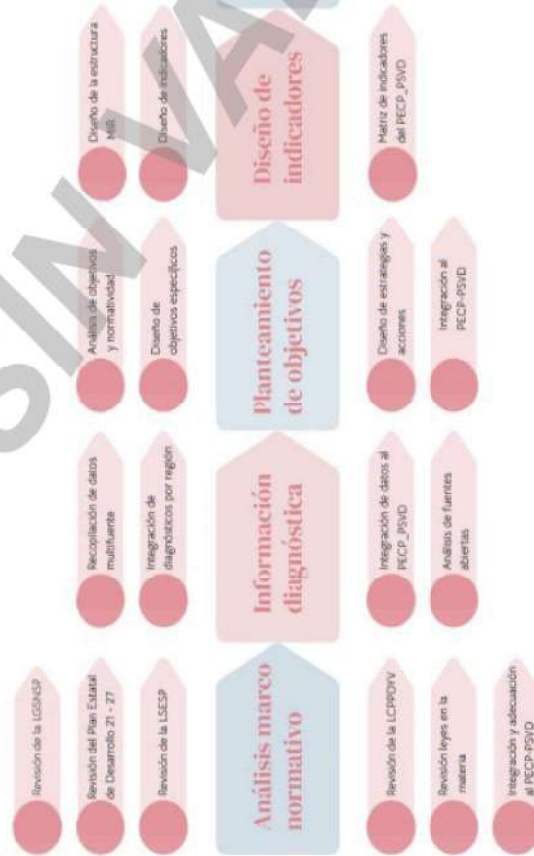 Revisión de la LGSNSP
Revisión del Plan Estatal
de Desarrollo 21 - 27
Revisión de la LSESP
Análisis marco
normativo
Revisión de la LCPPDYV
Revisión leyes en la
materia
Integración y adecuación
al PECP-PSVD
Recopilación de datos
multifuente
Integración de
diagnósticos por región
Información
diagnóstica
Integración de datos al
PECP_PSVD
Análisis de fuentes
abiertas
Análisis de objetivos
y normatividad
Diseño de
objetivos específicos
Planteamiento
de objetivos
Diseño de estrategias y
acciones
Integración al
PECP-PSVD
Diseño de la estructura
MIR
Diseño de indicadores
Diseño de
indicadores
Matriz de indicadores
del PECP_PSVD
SIN VA